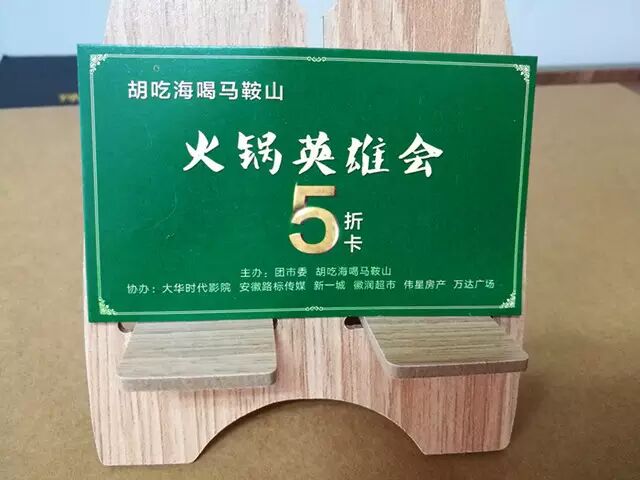 胡吃海喝马鞍山
火锅英雄会
5折卡
主办：团市委 胡吃海喝马鞍山
协办：大华时代影院 安徽路标传媒 新一城 徽润超市 伟星房产 万达广场